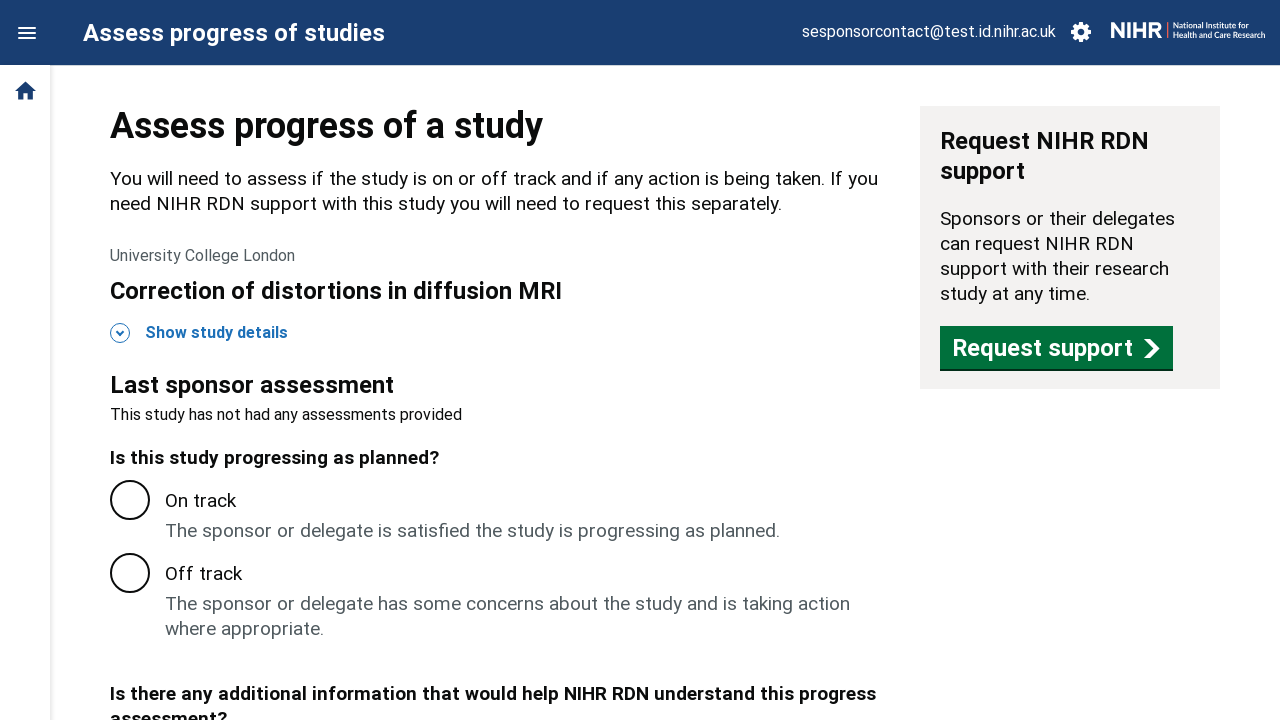 Assess progress of studies
sesponsorcontact@test.id.nihr.ac.uk
NIHR | National Institute for
Health and Care Research
Assess progress of a study
You will need to assess if the study is on or off track and if any action is being taken. If you
need NIHR RDN support with this study you will need to request this separately.
University College London
Correction of distortions in diffusion MRI
Show study details
Last sponsor assessment
This study has not had any assessments provided
Is this study progressing as planned?
On track
The sponsor or delegate is satisfied the study is progressing as planned.
Off track
The sponsor or delegate has some concerns about the study and is taking action
where appropriate.
Is there any additional information that would help NIHR RDN understand this progress
assessment?
Request NIHR RDN
support
Sponsors or their delegates
can request NIHR RDN
support with their research
study at any time.
Request support